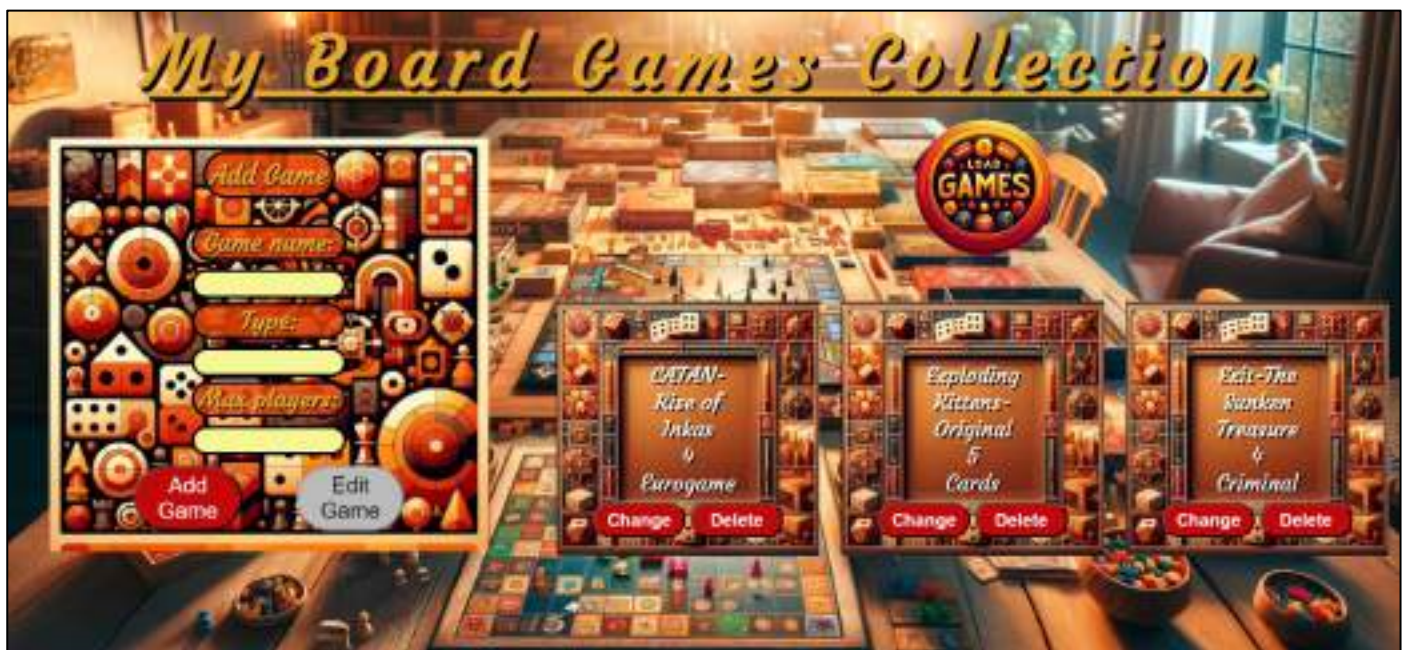 My Board Games Collection
Add Game
Game name:
Type:
Max players:
Add
Game
Edit
Game
LOAD
GAMES
CATAN-
Rise of
Inkas
4
Eurogame
Change
Delete
Exploding
Kittens-
Original
5
Cards
Change
Delete
Exit-The
Sunken
Treasure
4
Criminal
Change
Delete